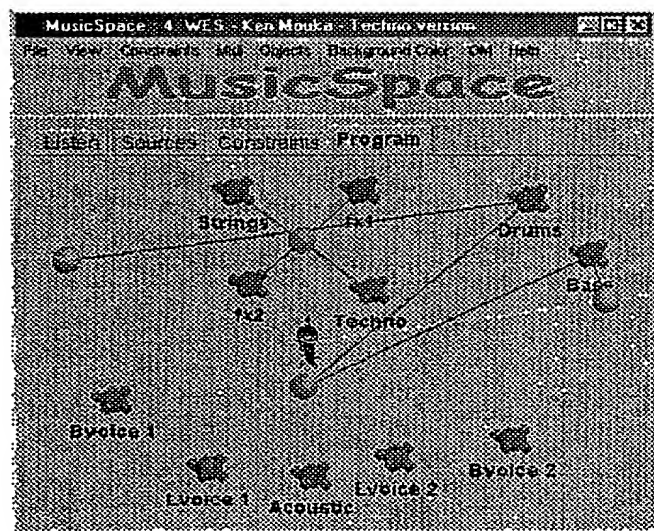 MusicSpace - 4. WES - Ken Mouka - Techno version
File View Constraints Midi Objects Background Color OM Help
MusicSpace
Listen Sources Constraints Program
Strings fx1 Drums
Bass
fx2 Techno
Bvoice 1
Lvoice 1 Acoustic Lvoice 2 Bvoice 2